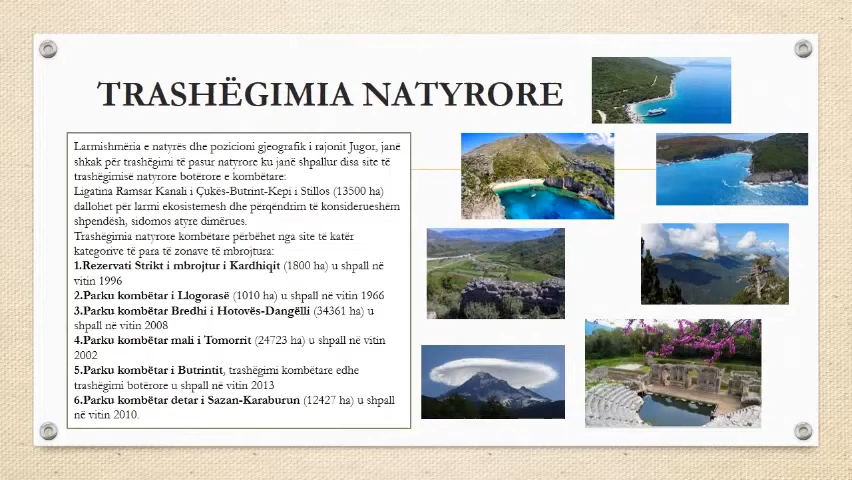 TRASHËGIMIA NATYRORE
Larmishmëria e natyrës dhe pozicioni gjeografik i rajonit Jugor, janë
shkak për trashëgimi të pasur natyrore ku janë shpallur disa site të
trashëgimisë natyrore botërore e kombëtare:
Ligatina Ramsar Kanali i Çukës-Butrint-Kepi i Stillos (13500 ha)
dallohet për larmi ekosistemesh dhe përqëndrim të konsiderueshëm
shpendësh, sidomos atyre dimërues.
Trashëgimia natyrore kombëtare përbëhet nga site të katër
kategorive të para të zonave të mbrojtura:
1.Rezervati Strikt i mbrojtur i Kardhiqit (1800 ha) u shpall në
vitin 1996
2.Parku kombëtar i Llogorasë (1010 ha) u shpall në vitin 1966
3.Parku kombëtar Bredhi i Hotovës-Dangëlli (34361 ha) u
shpall në vitin 2008
4.Parku kombëtar mali i Tomorrit (24723 ha) u shpall në vitin
2002
5.Parku kombëtar i Butrintit, trashëgimi kombëtare edhe
trashëgimi botërore u shpall në vitin 2013
6.Parku kombëtar detar i Sazan-Karaburun (12427 ha) u shpall
në vitin 2010.